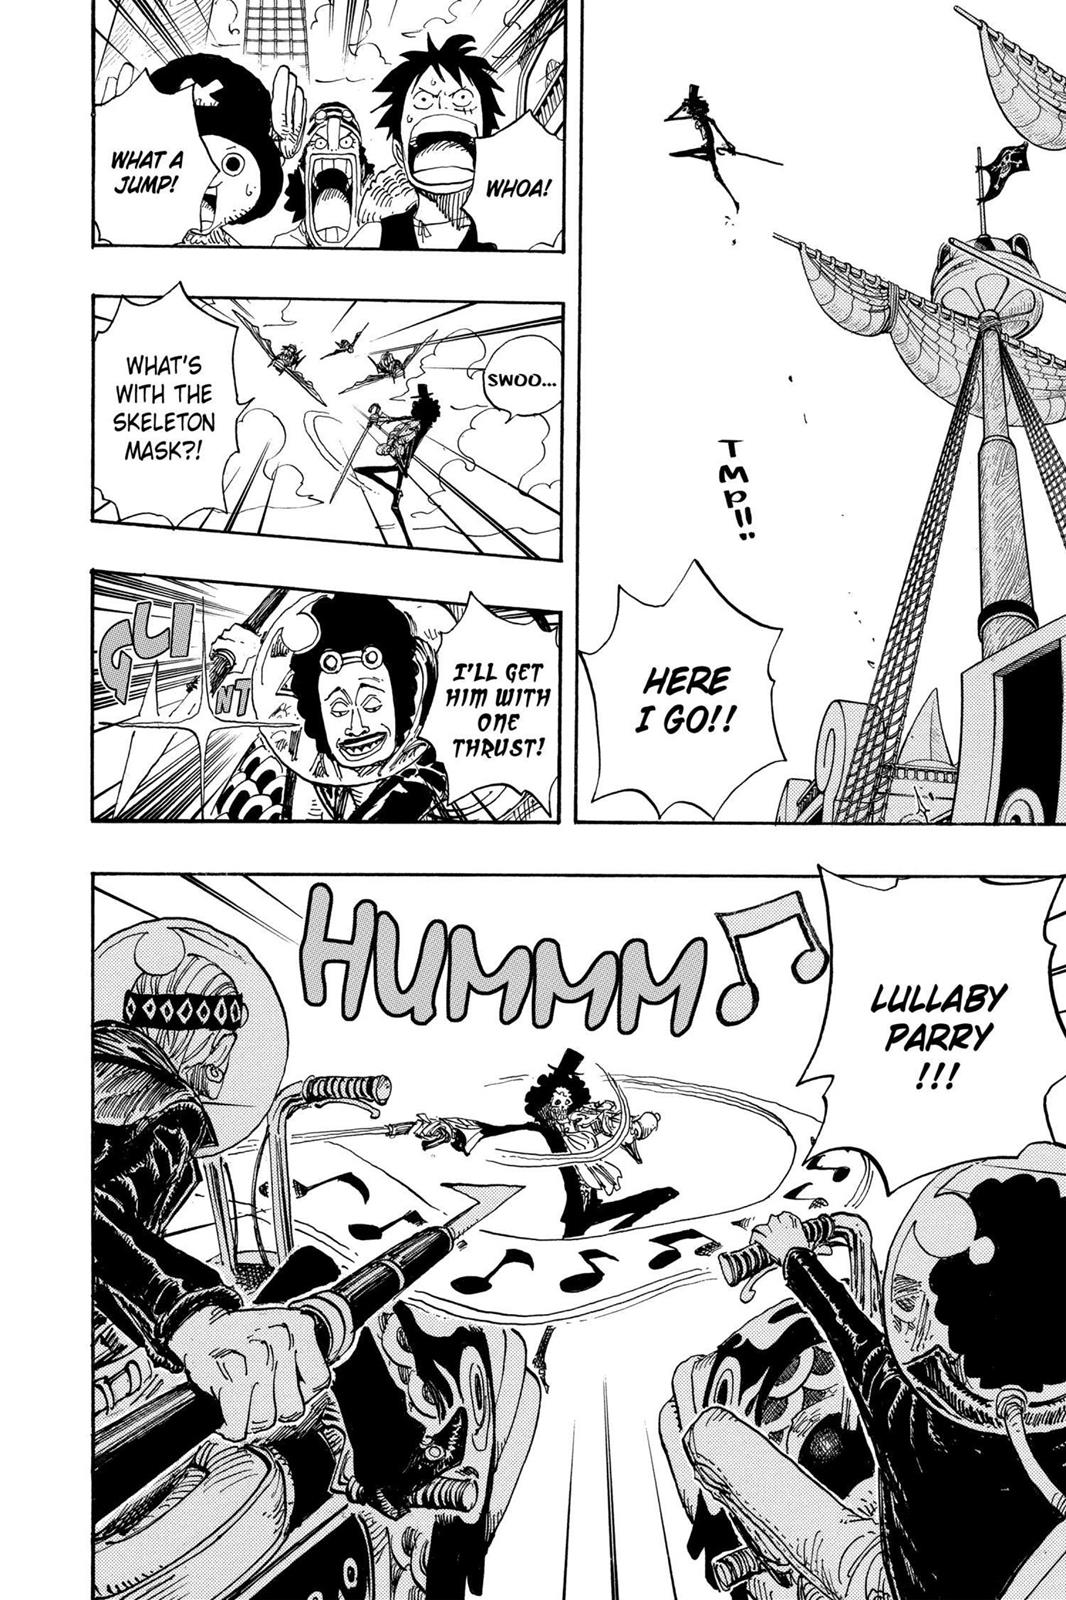 TMP!!
HERE
I GO!!
WHOA!
WHAT A
JUMP!
SWOO...
WHAT'S
WITH THE
SKELETON
MASK?!
I'LL GET
HIM WITH
ONE
THRUST!
GLINT
LULLABY
PARRY
!!!
HUMMM